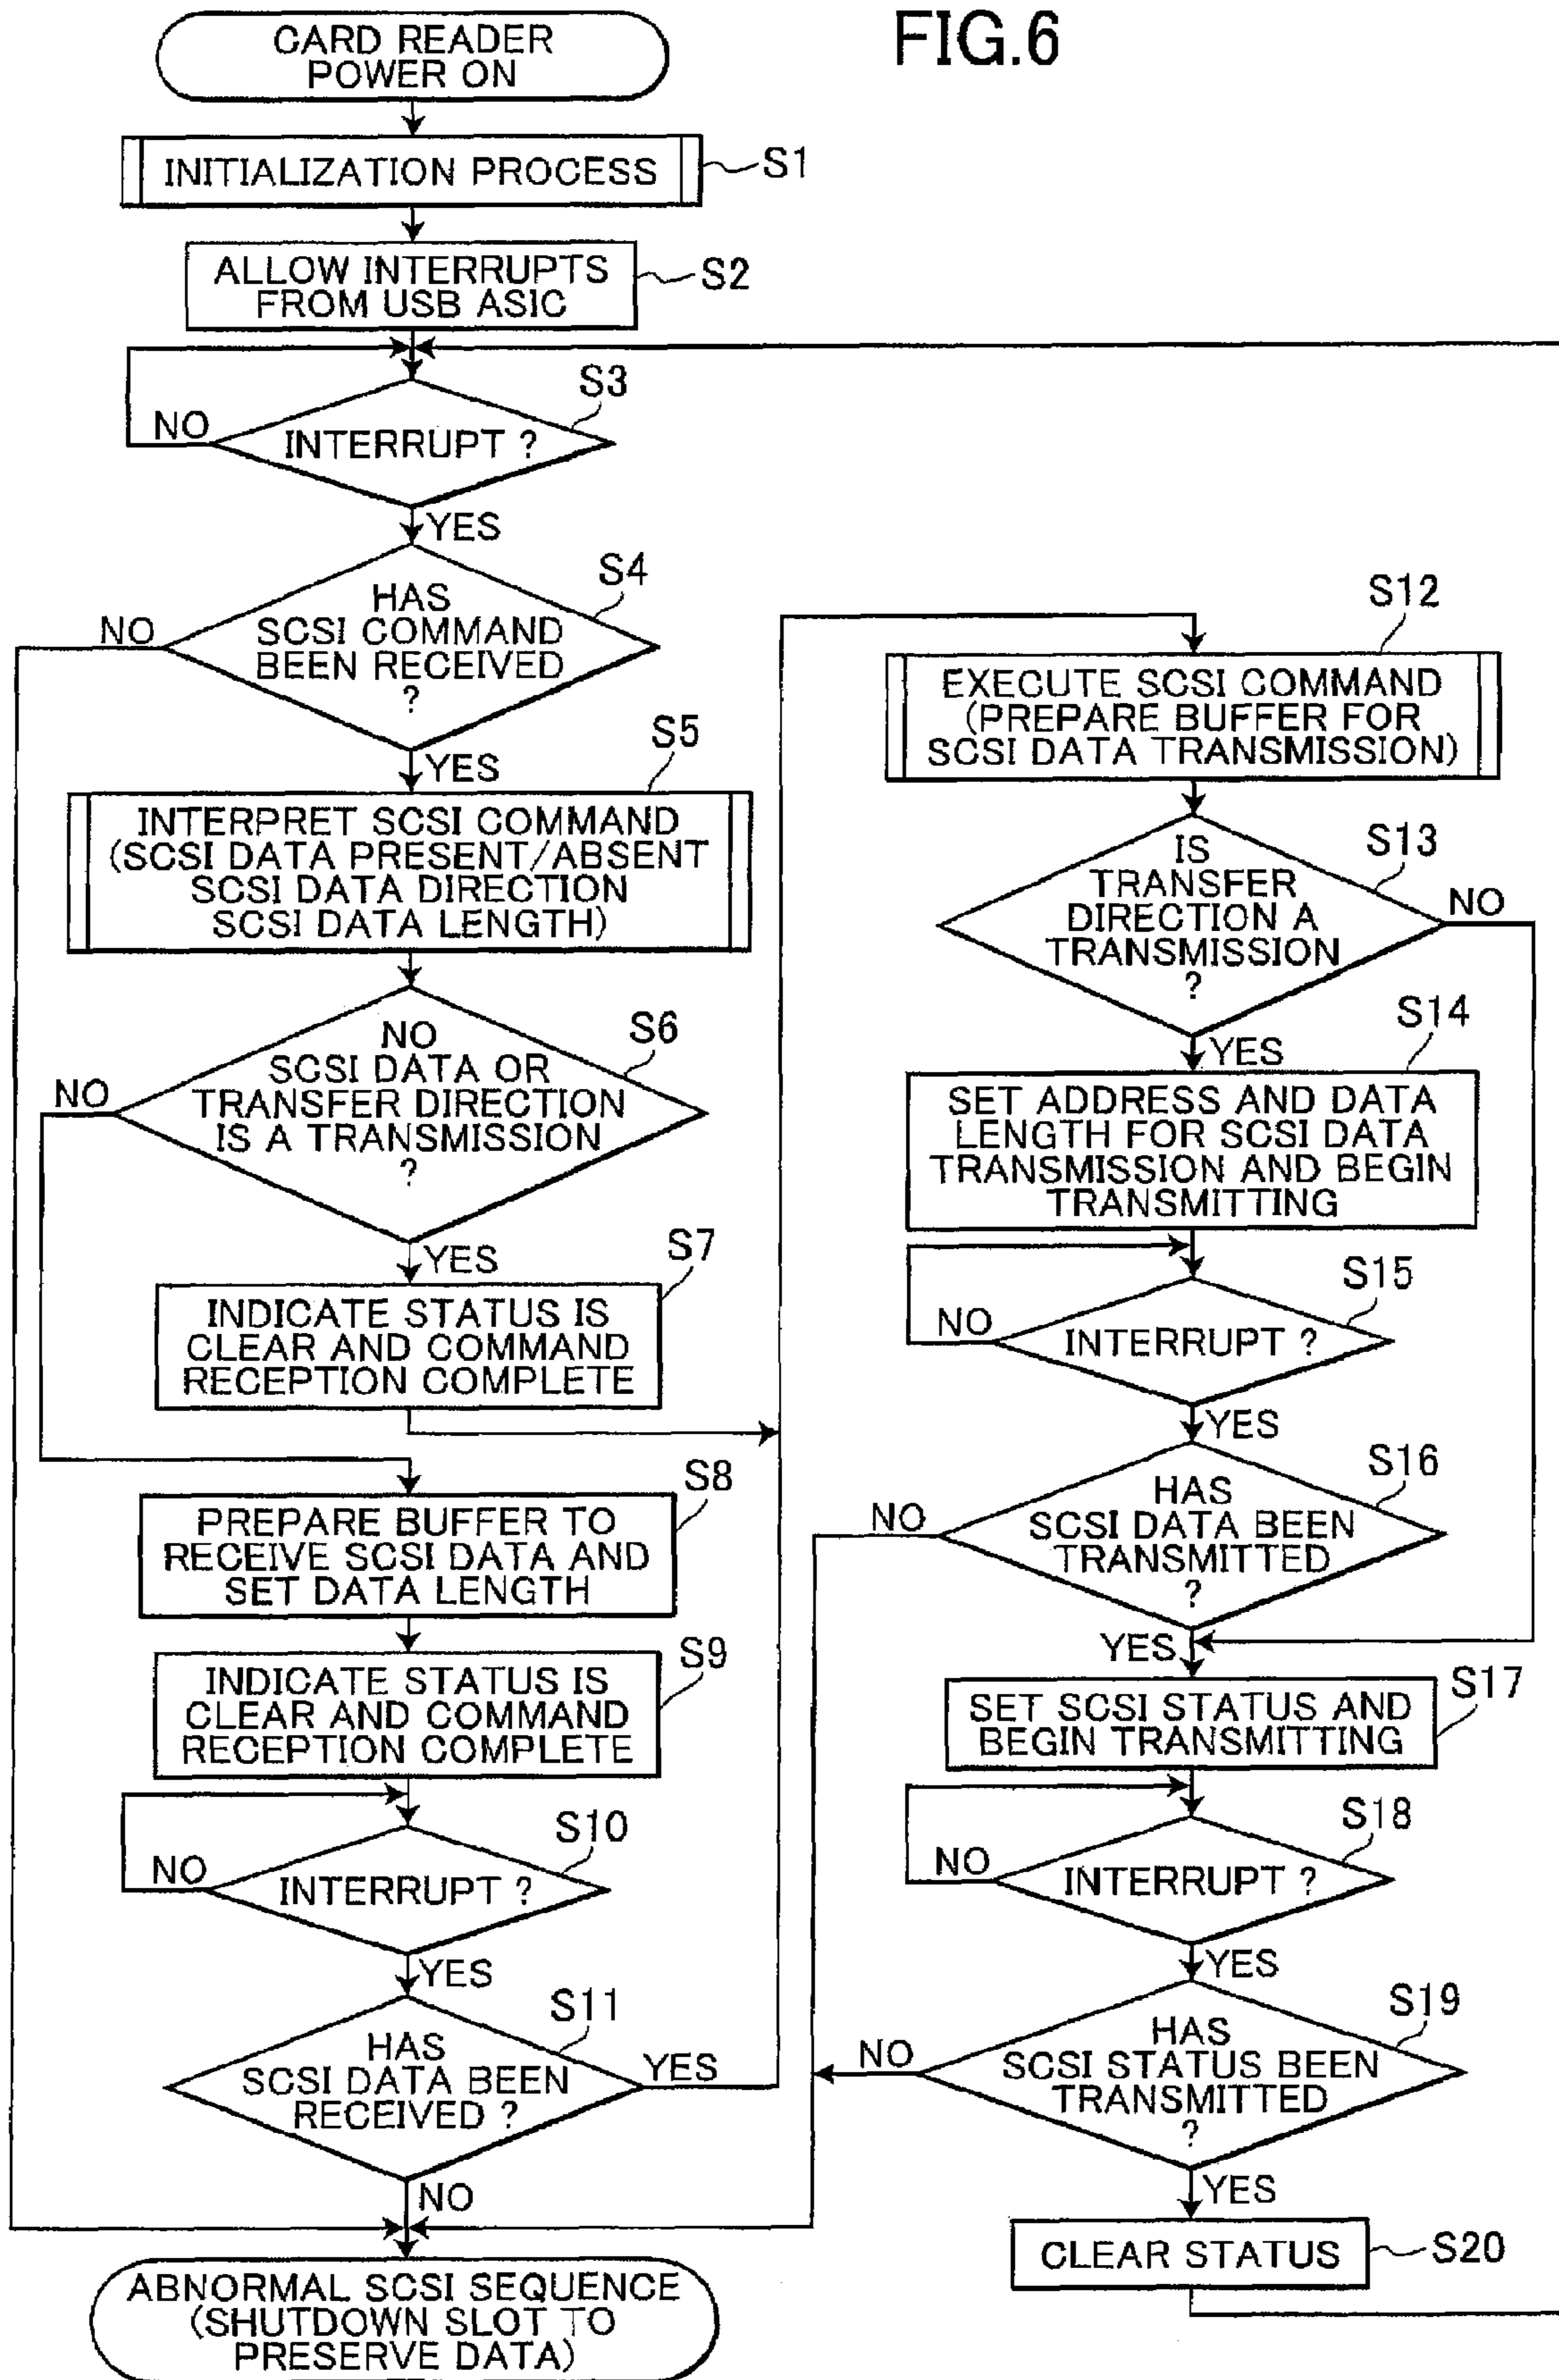 FIG.6
CARD READER
POWER ON
INITIALIZATION PROCESS
S1
ALLOW INTERRUPTS
FROM USB ASIC
S2
S3
INTERRUPT ?
NO
YES
S4
HAS
SCSI COMMAND
BEEN RECEIVED
?
NO
YES
S5
INTERPRET SCSI COMMAND
(SCSI DATA PRESENT/ABSENT
SCSI DATA DIRECTION
SCSI DATA LENGTH)
S6
NO
SCSI DATA OR
TRANSFER DIRECTION
IS A TRANSMISSION
?
NO
YES
S7
INDICATE STATUS IS
CLEAR AND COMMAND
RECEPTION COMPLETE
S8
PREPARE BUFFER TO
RECEIVE SCSI DATA AND
SET DATA LENGTH
S9
INDICATE STATUS IS
CLEAR AND COMMAND
RECEPTION COMPLETE
S10
INTERRUPT ?
NO
YES
S11
HAS
SCSI DATA BEEN
RECEIVED ?
YES
NO
ABNORMAL SCSI SEQUENCE
(SHUTDOWN SLOT TO
PRESERVE DATA)
S12
EXECUTE SCSI COMMAND
(PREPARE BUFFER FOR
SCSI DATA TRANSMISSION)
S13
IS
TRANSFER
DIRECTION A
TRANSMISSION
?
NO
YES
S14
SET ADDRESS AND DATA
LENGTH FOR SCSI DATA
TRANSMISSION AND BEGIN
TRANSMITTING
S15
INTERRUPT ?
NO
YES
S16
HAS
SCSI DATA BEEN
TRANSMITTED
?
NO
YES
S17
SET SCSI STATUS AND
BEGIN TRANSMITTING
S18
INTERRUPT ?
NO
YES
S19
HAS
SCSI STATUS BEEN
TRANSMITTED
?
NO
YES
CLEAR STATUS
S20